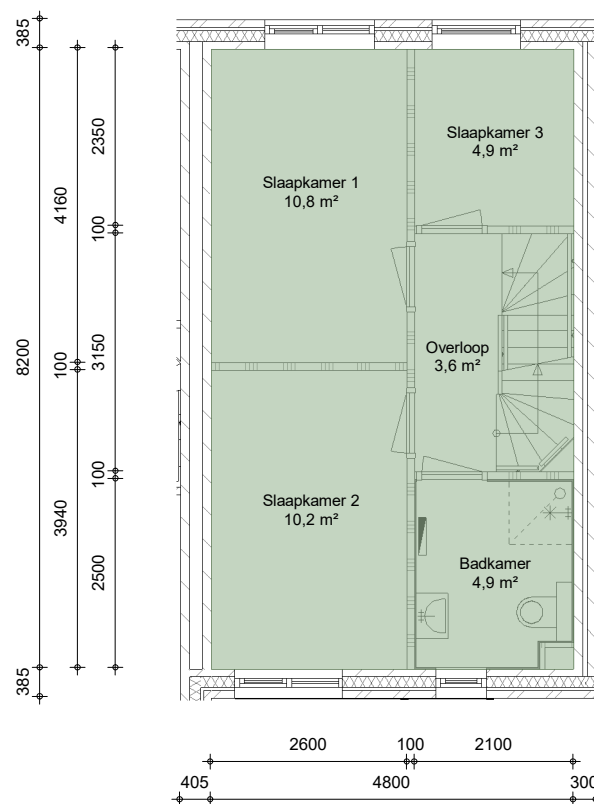 385
2350
Slaapkamer 3
4,9 m²
Slaapkamer 1
10,8 m²
4160
100
8200
100
3150
Overloop
3,6 m²
100
Slaapkamer 2
10,2 m²
3940
2500
Badkamer
4,9 m²
385
2600 100 2100
405 4800 300